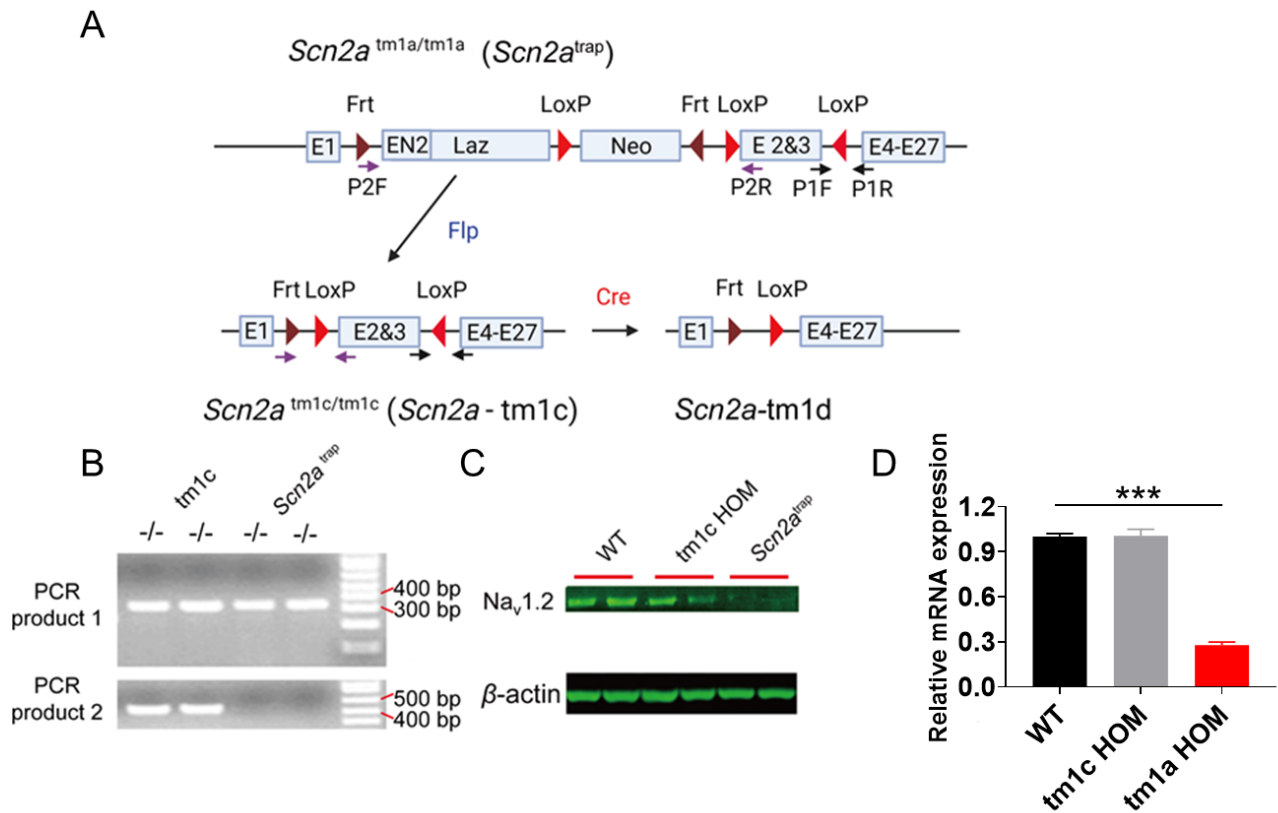 A
Scn2a tm1a/tm1a (Scn2a trap)
Frt LoxP Frt LoxP LoxP
E1 EN2 Laz Neo E 2&3 E4-E27
P2F P2R P1F P1R
Flp
Frt LoxP LoxP Cre Frt LoxP
E1 E2&3 E4-E27 E1 E4-E27
Scn2a tm1c/tm1c (Scn2a - tm1c) Scn2a-tm1d
B
tm1c Scn2a trap
-/- -/- -/- -/-
PCR
product 1
400 bp
300 bp
PCR
product 2
500 bp
400 bp
C
WT tm1c HOM Scn2a trap
Nav1.2
β-actin
D
Relative mRNA expression
***
1.2
0.9
0.6
0.3
0.0
WT
tm1c HOM
tm1a HOM